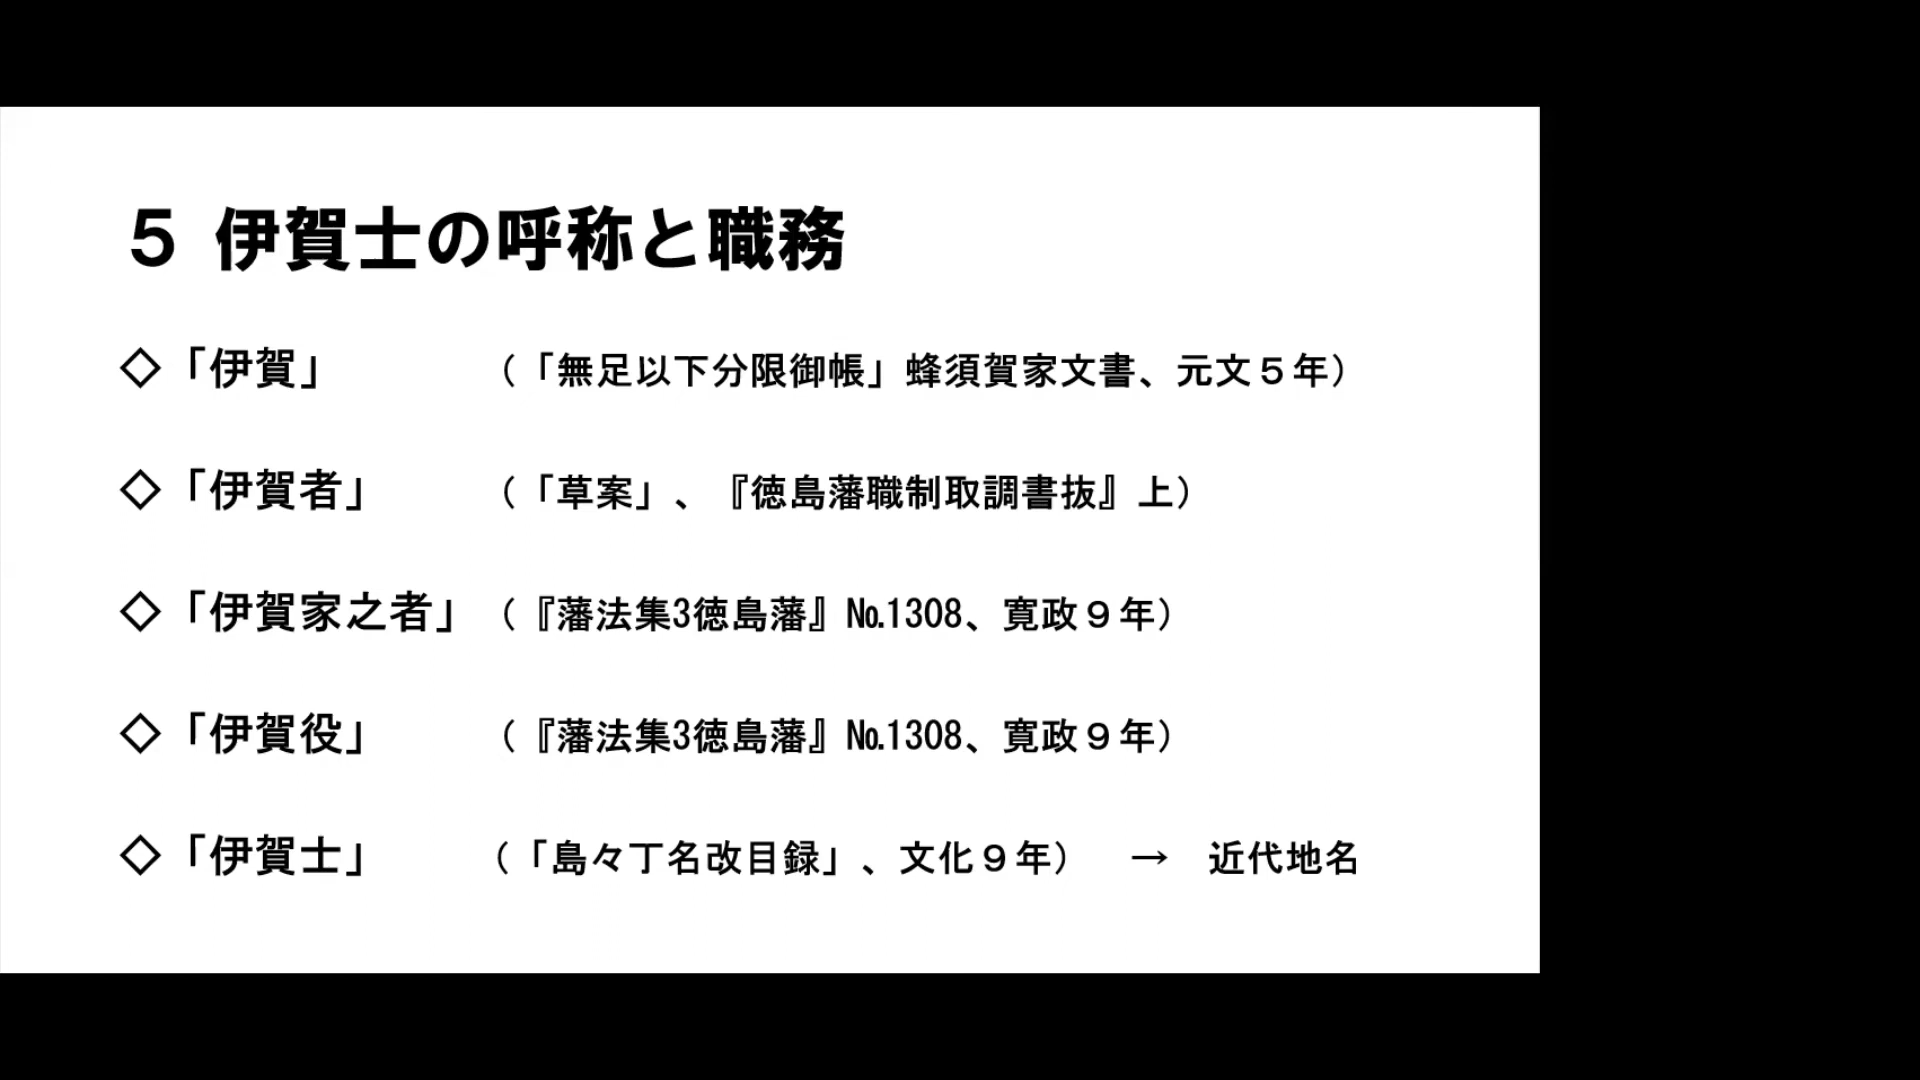 ５ 伊賀士の呼称と職務
◇「伊賀」　　　　（「無足以下分限御帳」蜂須賀家文書、元文５年）
◇「伊賀者」　　　（「草案」、『徳島藩職制取調書抜』上）
◇「伊賀家之者」（『藩法集3徳島藩』№1308、寛政９年）
◇「伊賀役」　　　（『藩法集3徳島藩』№1308、寛政９年）
◇「伊賀士」　　　（「島々丁名改目録」、文化９年）　→　近代地名